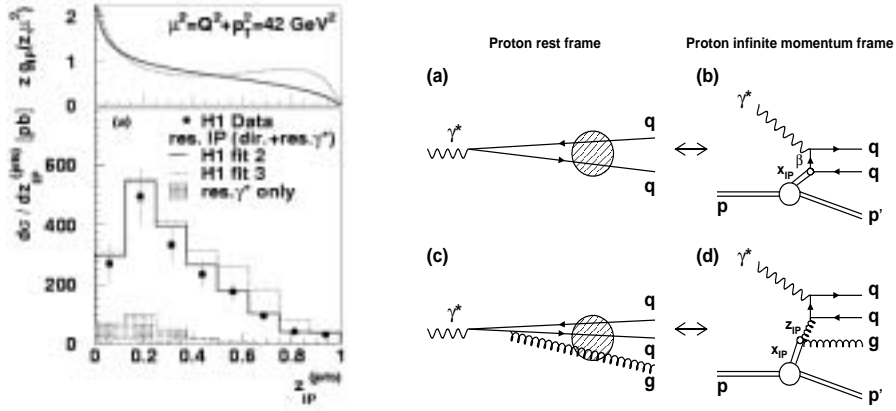 μ²=Q²+p_T²=42 GeV²
z g_IP(z,μ²)
2
1
0
(a)
H1 Data
res. IP (dir.+res.γ*)
H1 fit 2
H1 fit 3
res.γ* only
dσ / dz_IP^(jets) [pb]
600
400
200
0
0 0.2 0.4 0.6 0.8 1
z_IP^(jets)
Proton rest frame
Proton infinite momentum frame
(a)
γ*
q
q
(b)
γ*
q
β
q
x_IP
p
p'
(c)
γ*
q
q
g
(d)
γ*
q
q
z_IP
g
x_IP
p
p'